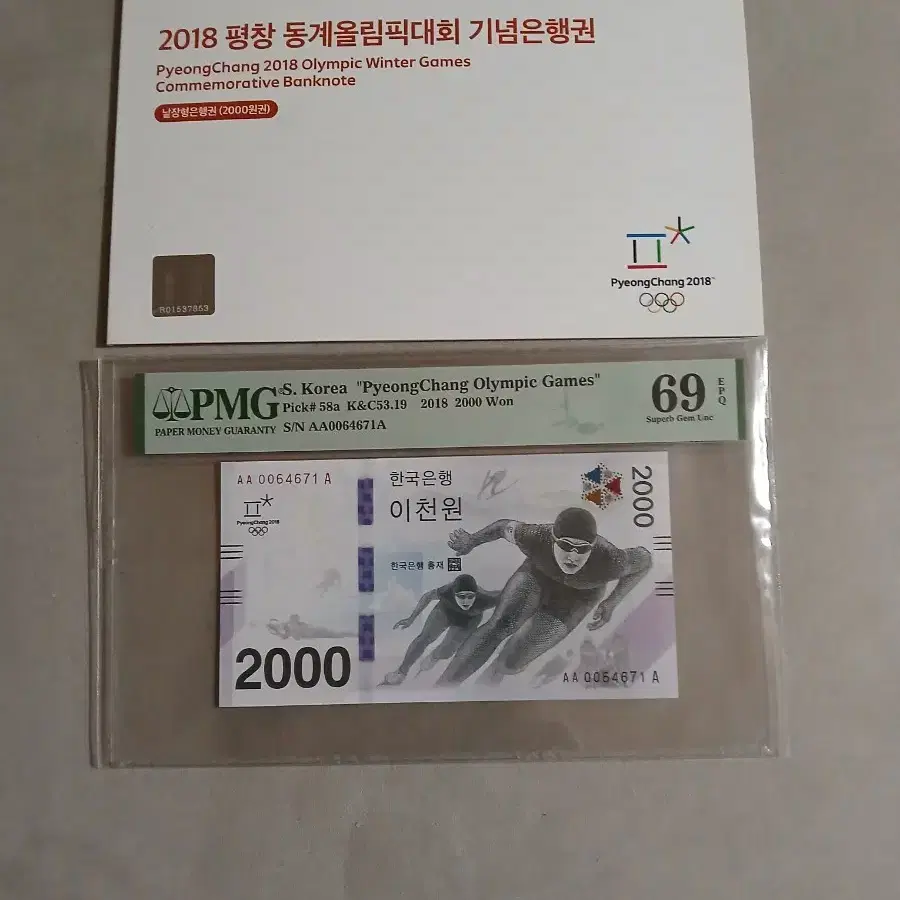 2018 평창 동계올림픽대회 기념은행권
PyeongChang 2018 Olympic Winter Games
Commemorative Banknote
낱장형은행권 (2000원권)
R01537853
PyeongChang 2018™
PMG
PAPER MONEY GUARANTY
S. Korea "PyeongChang Olympic Games"
Pick# 58a K&C53.19 2018 2000 Won
S/N AA0064671A
69
EPQ
Superb Gem Unc
AA 0064671 A
PyeongChang 2018
한국은행
이천원
한국은행 총재
2000
2000
AA 0064671 A